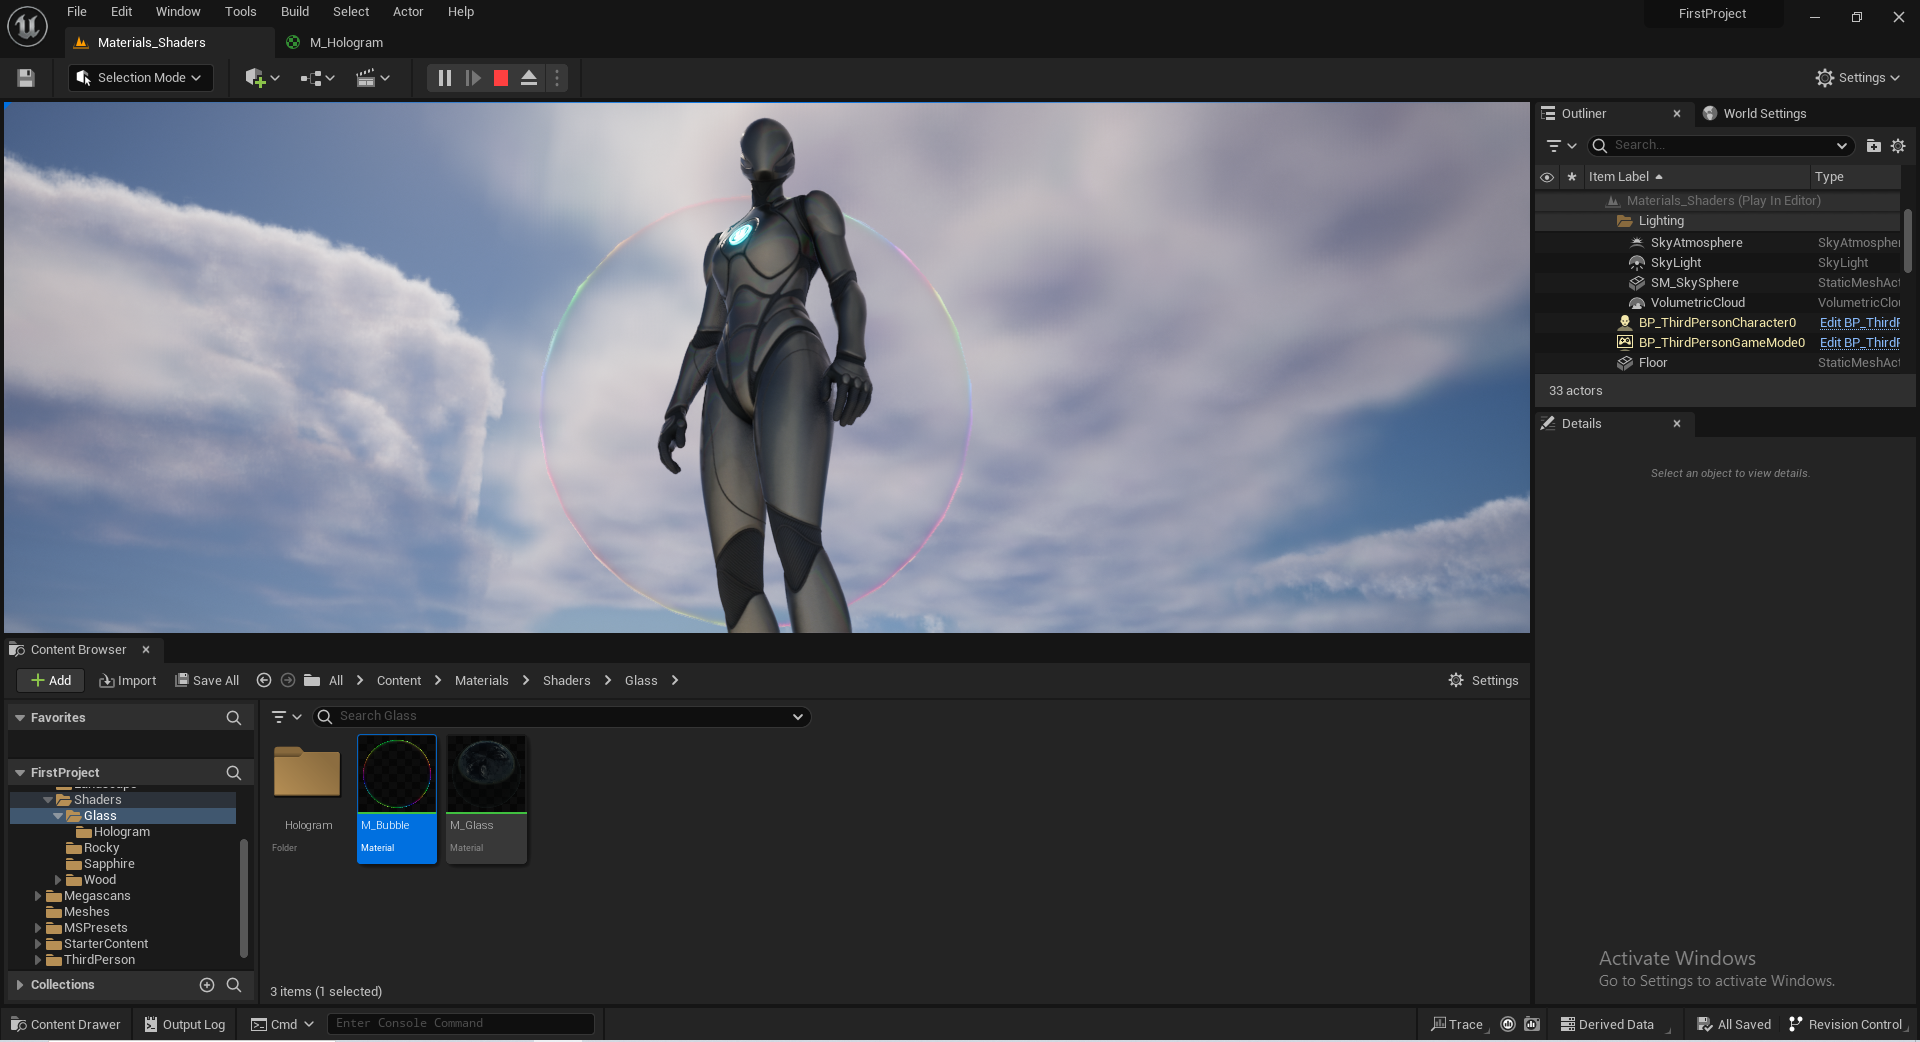 File Edit Window Tools Build Select Actor Help
FirstProject
Materials_Shaders
M_Hologram
Selection Mode
Settings
Outliner
World Settings
Search...
Item Label
Type
Materials_Shaders (Play In Editor)
Lighting
SkyAtmosphere
SkyAtmospher
SkyLight
SkyLight
SM_SkySphere
StaticMeshAct
VolumetricCloud
VolumetricClou
BP_ThirdPersonCharacter0
Edit BP_ThirdP
BP_ThirdPersonGameMode0
Edit BP_ThirdP
Floor
StaticMeshAct
33 actors
Details
Select an object to view details.
Content Browser
Add
Import
Save All
All
Content
Materials
Shaders
Glass
Settings
Favorites
Search Glass
FirstProject
Landscape
Shaders
Glass
Hologram
Rocky
Sapphire
Wood
Megascans
Meshes
MSPresets
StarterContent
ThirdPerson
Collections
Hologram
Folder
M_Bubble
Material
M_Glass
Material
3 items (1 selected)
Activate Windows
Go to Settings to activate Windows.
Content Drawer
Output Log
Cmd
Enter Console Command
Trace
Derived Data
All Saved
Revision Control